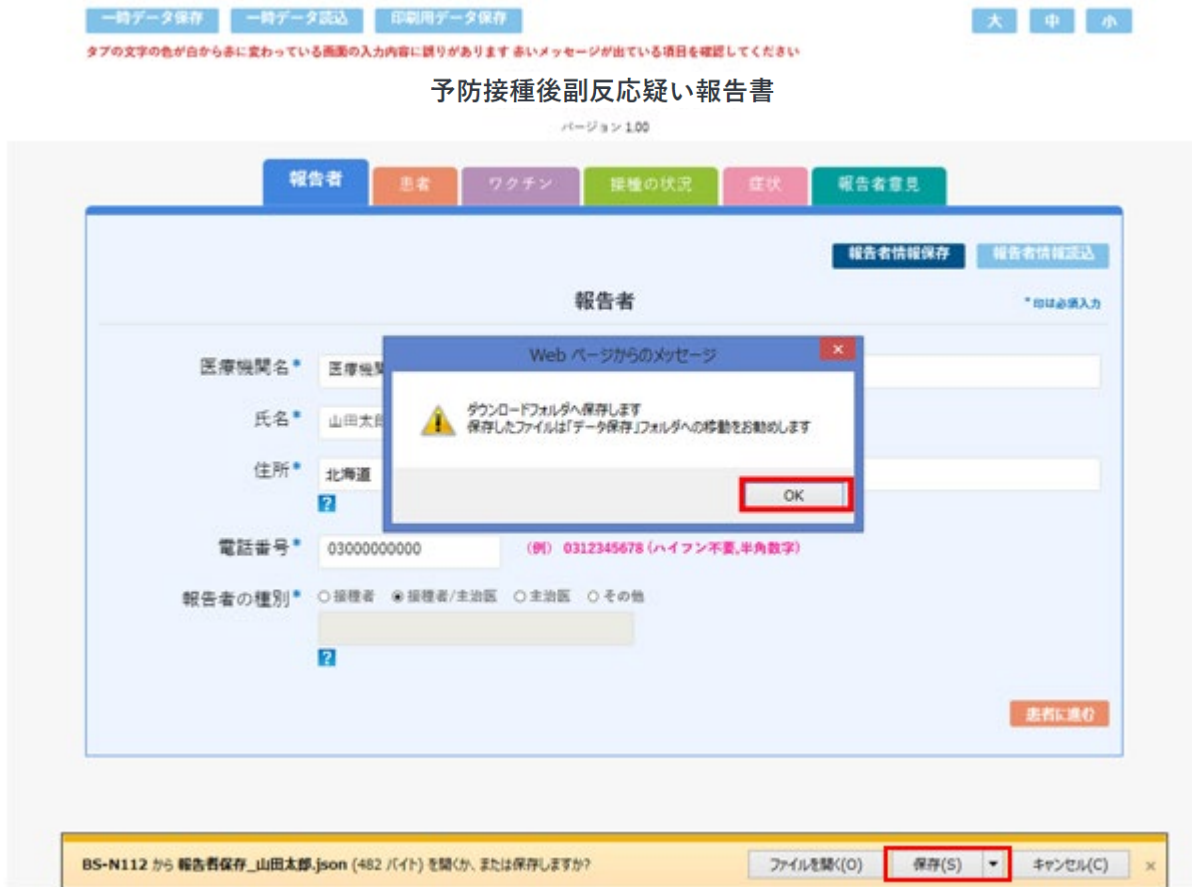 一時データ保存 一時データ読込 印刷用データ保存 大 中 小
タブの文字の色が白から赤に変わっている画面の入力内容に誤りがあります 赤いメッセージが出ている項目を確認してください
予防接種後副反応疑い報告書
バージョン 1.00
報告者 患者 ワクチン 接種の状況 症状 報告者意見
報告者情報保存 報告者情報読込
報告者
*印は必須入力
医療機関名* 医療機関
Web ページからのメッセージ ×
氏名* 山田太郎
ダウンロードフォルダへ保存します
保存したファイルは「データ保存」フォルダへの移動をお勧めします
住所* 北海道
?
OK
電話番号* 03000000000 (例) 0312345678(ハイフン不要,半角数字)
報告者の種別* 接種者 接種者/主治医 主治医 その他
?
患者に進む
BS-N112 から 報告者保存_山田太郎.json (482 バイト) を開くか、または保存しますか? ファイルを開く(O) 保存(S) ▼ キャンセル(C) ×